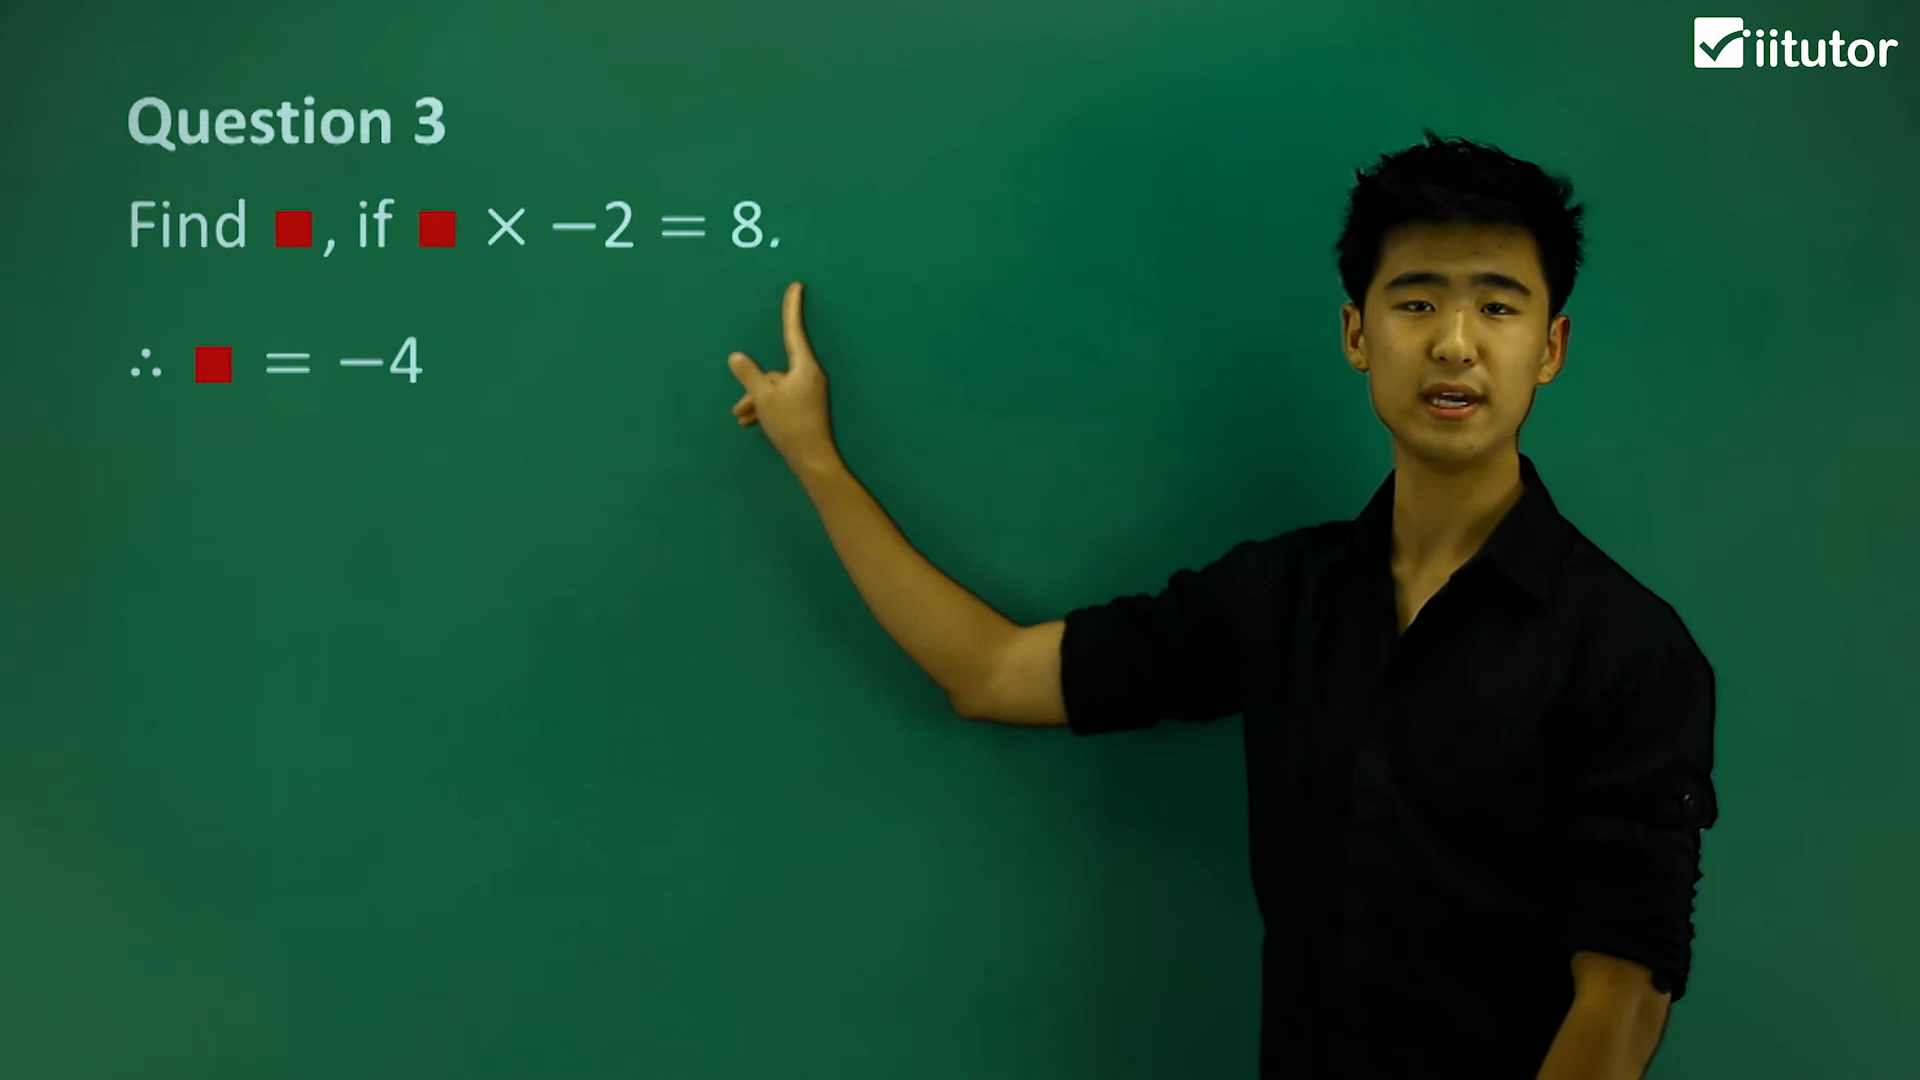 iitutor
Question 3
Find ■, if ■ × −2 = 8.
∴ ■ = −4